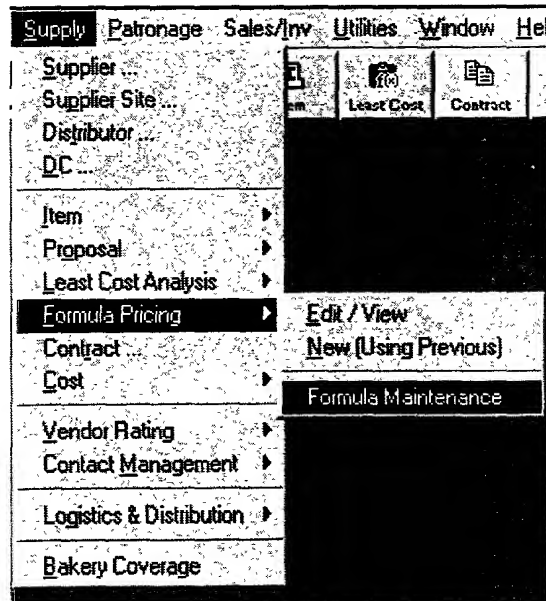 Supply Patronage Sales/Inv Utilities Window Hel
Supplier ...
Supplier Site ...
Distributor ...
DC ...
em Least Cost Contract
Item
Proposal
Least Cost Analysis
Formula Pricing
Edit / View
Contract ...
New (Using Previous)
Cost
Formula Maintenance
Vendor Rating
Contact Management
Logistics & Distribution
Bakery Coverage